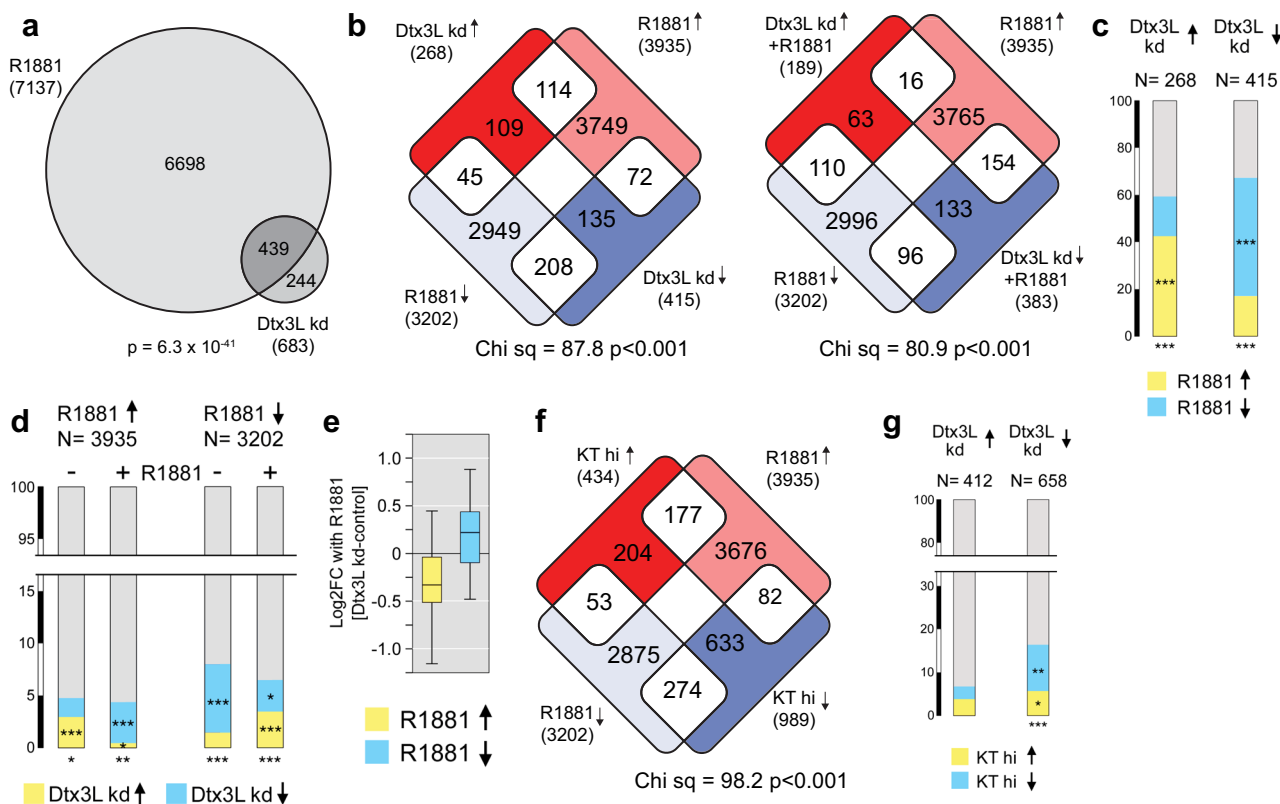 a
R1881
(7137)
6698
439
244
Dtx3L kd
(683)
p = 6.3 x 10-41
b
Dtx3L kd ↑
(268)
R1881 ↑
(3935)
114
109
3749
45
72
2949
135
208
R1881 ↓
(3202)
Dtx3L kd ↓
(415)
Chi sq = 87.8 p<0.001
Dtx3L kd ↑
+R1881
(189)
R1881 ↑
(3935)
16
63
3765
110
154
2996
133
96
R1881 ↓
(3202)
Dtx3L kd ↓
+R1881
(383)
Chi sq = 80.9 p<0.001
c
Dtx3L kd ↑
Dtx3L kd ↓
N= 268
N= 415
100
80
60
40
20
0
***
***
***
***
R1881 ↑
R1881 ↓
d
R1881 ↑
N= 3935
R1881 ↓
N= 3202
- + R1881 - +
100
95
15
10
5
0
***
***
*
***
*
***
*
**
***
***
Dtx3L kd ↑
Dtx3L kd ↓
e
Log2FC with R1881
[Dtx3L kd-control]
1.0
0.5
0
-0.5
-1.0
R1881 ↑
R1881 ↓
f
KT hi ↑
(434)
R1881 ↑
(3935)
177
204
3676
53
82
2875
633
274
R1881 ↓
(3202)
KT hi ↓
(989)
Chi sq = 98.2 p<0.001
g
Dtx3L kd ↑
Dtx3L kd ↓
N= 412
N= 658
100
80
30
20
10
0
**
*
***
KT hi ↑
KT hi ↓